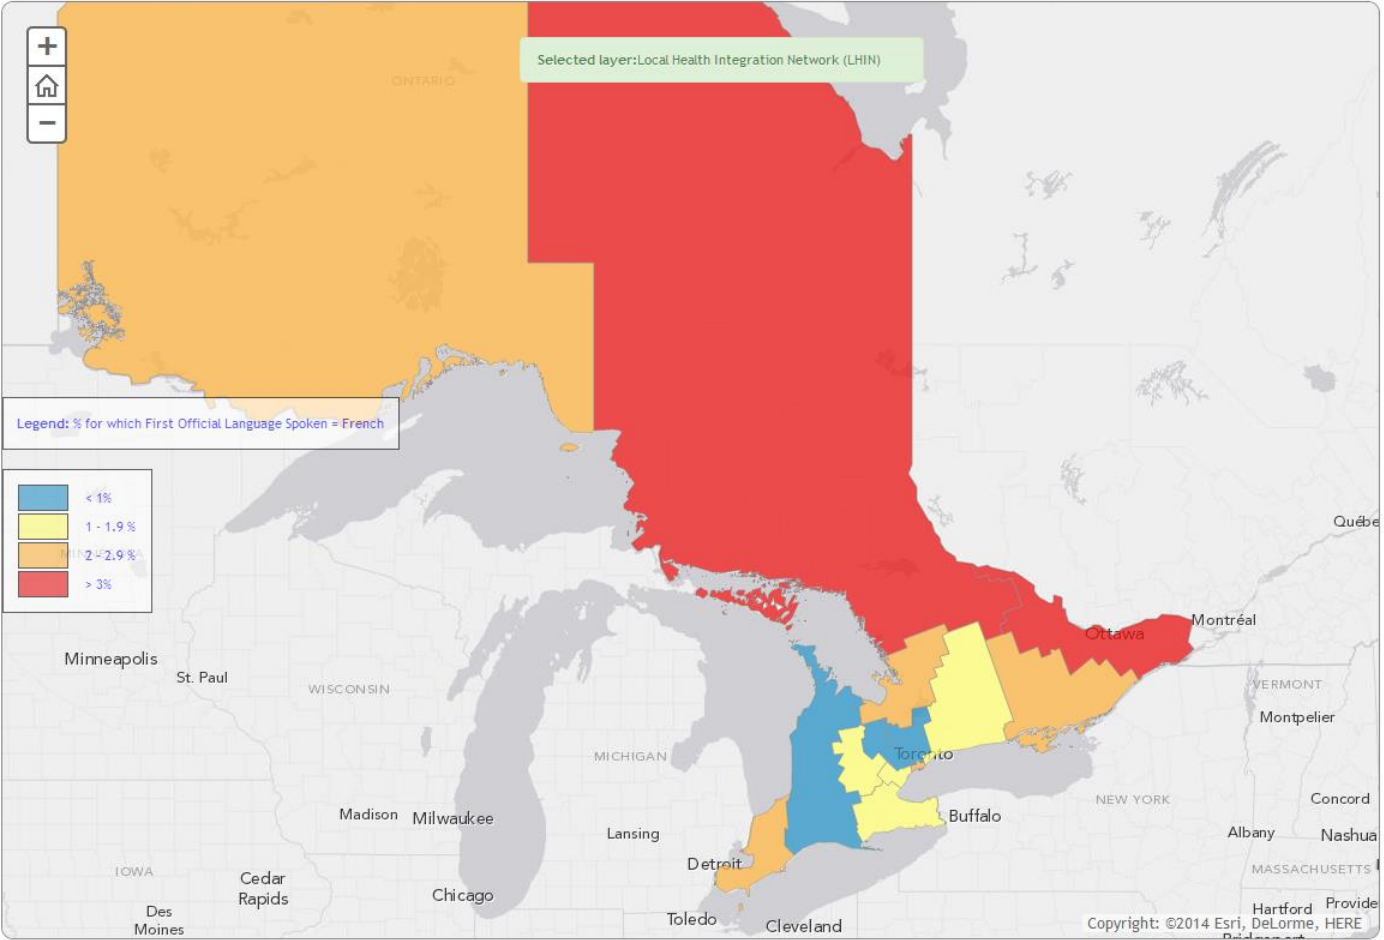 +
−
Selected layer:Local Health Integration Network (LHIN)
ONTARIO
Legend: % for which First Official Language Spoken = French
< 1%
1 - 1.9 %
2 - 2.9 %
> 3%
MINNESOTA
Québe
Montréal
Ottawa
Minneapolis
St. Paul
WISCONSIN
VERMONT
Montpelier
Toronto
MICHIGAN
NEW YORK
Concord
Madison
Milwaukee
Buffalo
Lansing
Albany
Nashua
Detroit
IOWA
MASSACHUSETTS
Cedar
Rapids
Chicago
Hartford
Provide
Des
Moines
Toledo
Cleveland
Copyright: ©2014 Esri, DeLorme, HERE
Bridgeport